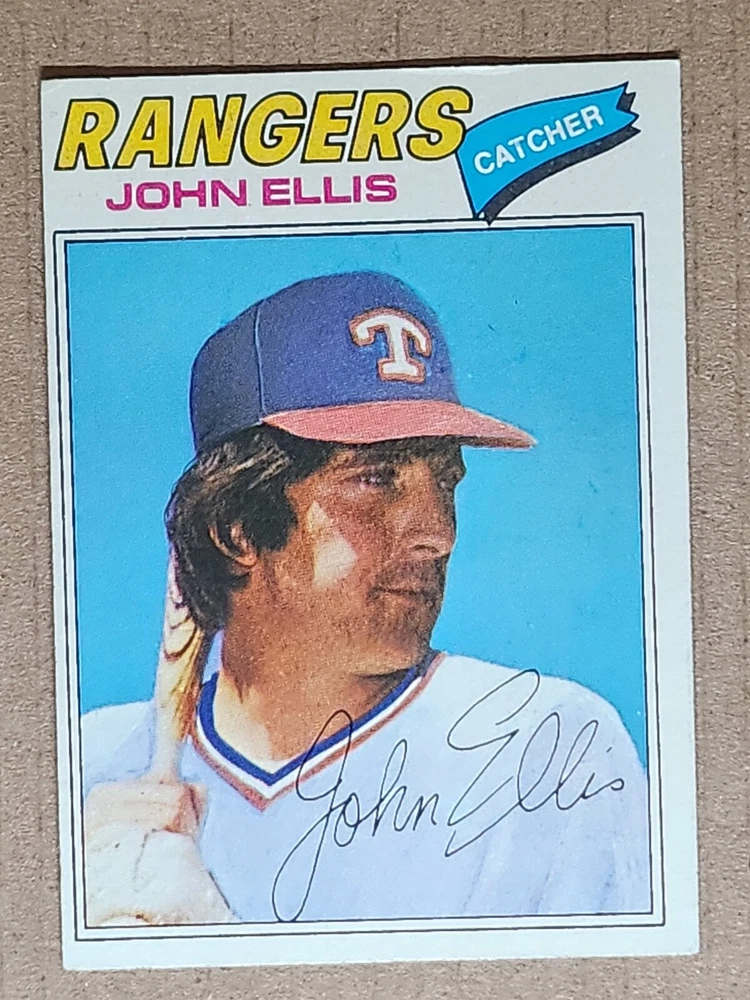 RANGERS
CATCHER
JOHN ELLIS
T
John Ellis